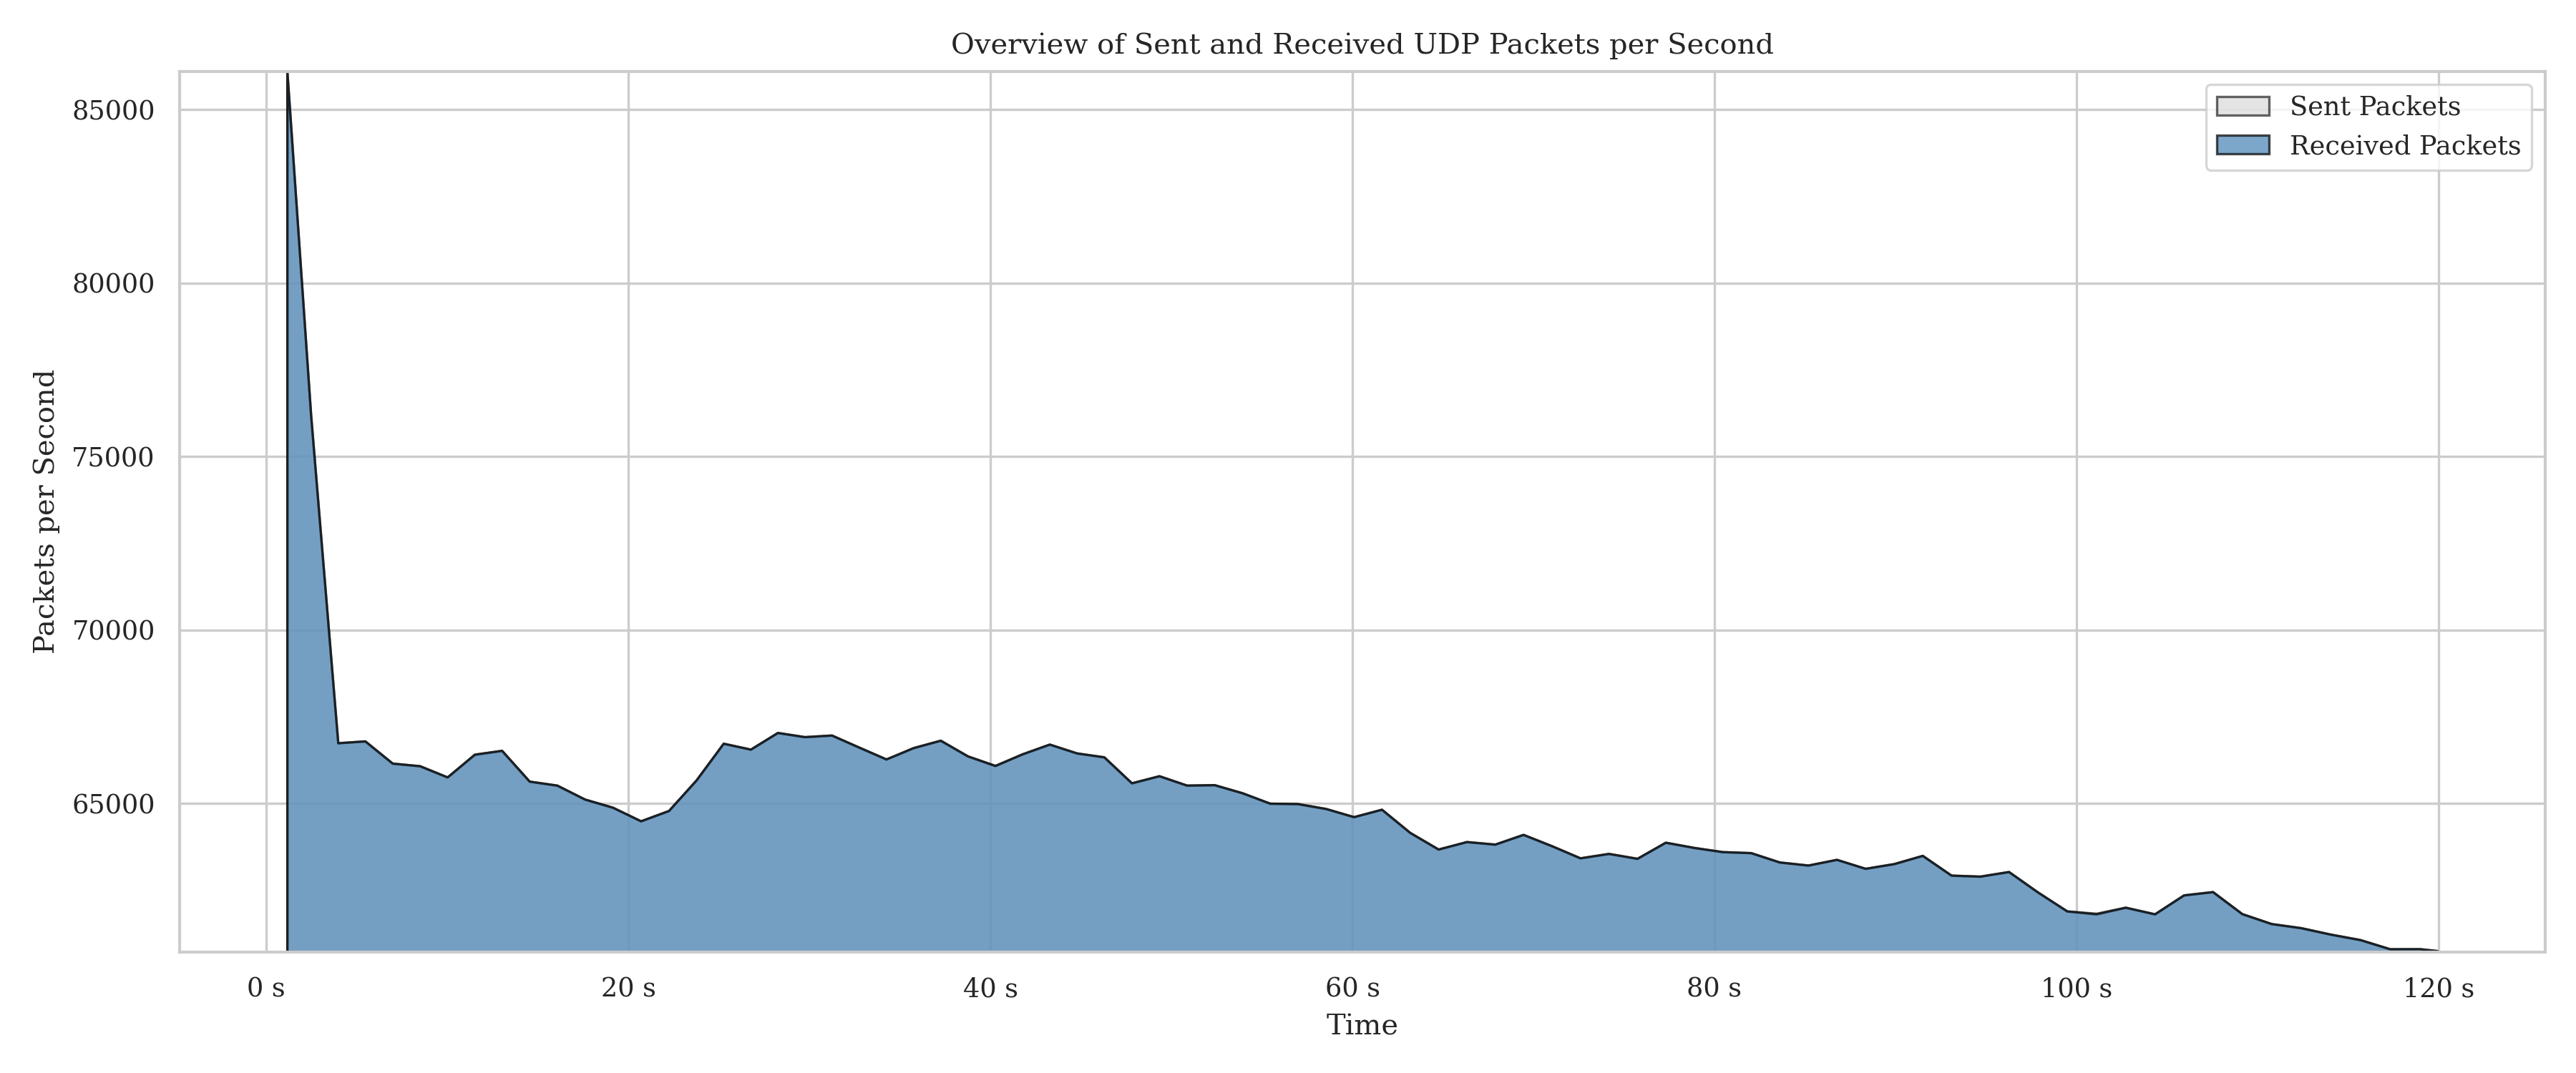 Overview of Sent and Received UDP Packets per Second
Sent Packets
Received Packets
Packets per Second
85000
80000
75000
70000
65000
0 s
20 s
40 s
60 s
80 s
100 s
120 s
Time